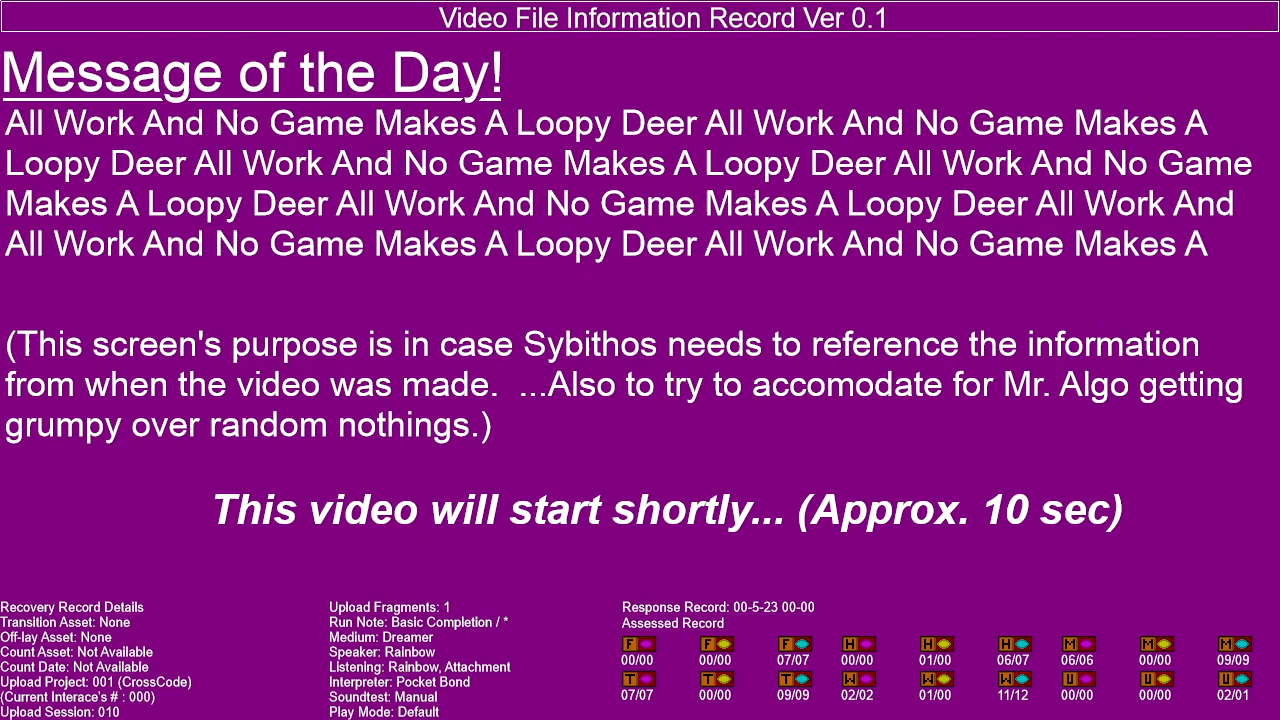 Video File Information Record Ver 0.1
Message of the Day!
All Work And No Game Makes A Loopy Deer All Work And No Game Makes A
Loopy Deer All Work And No Game Makes A Loopy Deer All Work And No Game
Makes A Loopy Deer All Work And No Game Makes A Loopy Deer All Work And
All Work And No Game Makes A Loopy Deer All Work And No Game Makes A
(This screen's purpose is in case Sybithos needs to reference the information
from when the video was made.  ...Also to try to accomodate for Mr. Algo getting
grumpy over random nothings.)
This video will start shortly... (Approx. 10 sec)
Recovery Record Details
Transition Asset: None
Off-lay Asset: None
Count Asset: Not Available
Count Date: Not Available
Upload Project: 001 (CrossCode)
(Current Interace's # : 000)
Upload Session: 010
Upload Fragments: 1
Run Note: Basic Completion / *
Medium: Dreamer
Speaker: Rainbow
Listening: Rainbow, Attachment
Interpreter: Pocket Bond
Soundtest: Manual
Play Mode: Default
Response Record: 00-5-23 00-00
Assessed Record
F F F H H H M M M
00/00 00/00 07/07 00/00 01/00 06/07 06/06 00/00 09/09
T T T W W W U U U
07/07 00/00 09/09 02/02 01/00 11/12 00/00 00/00 02/01